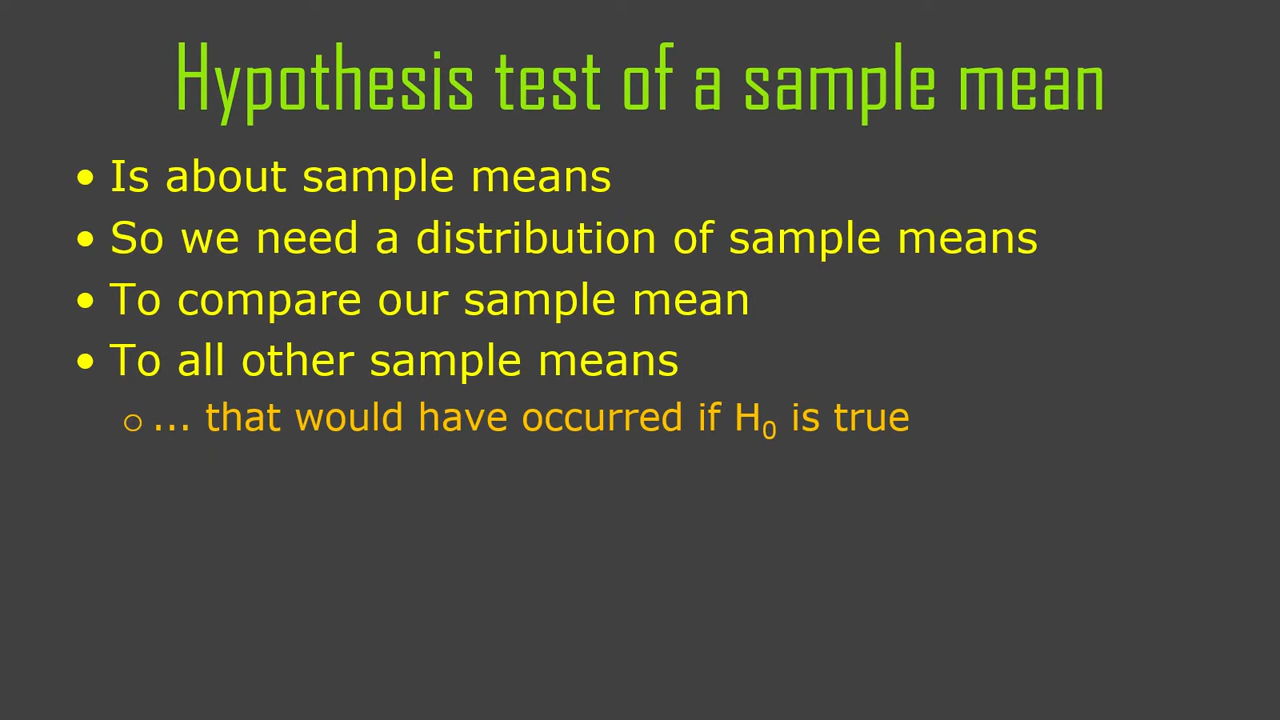 Hypothesis test of a sample mean
• Is about sample means
• So we need a distribution of sample means
• To compare our sample mean
• To all other sample means
o ... that would have occurred if H₀ is true